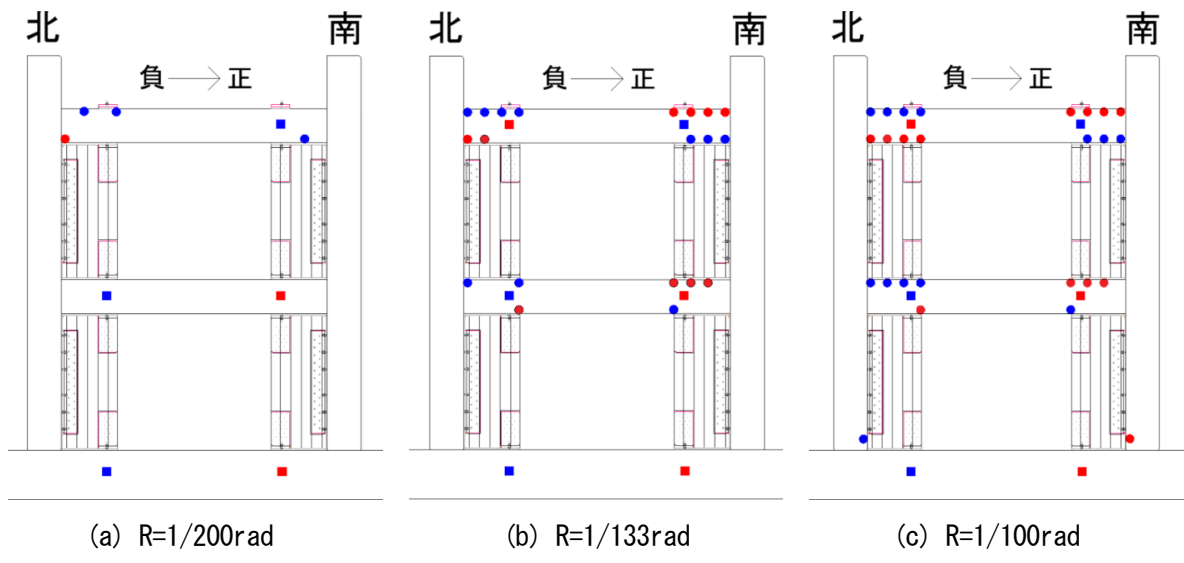 北 南
負 正
(a) R=1/200rad
北 南
負 正
(b) R=1/133rad
北 南
負 正
(c) R=1/100rad